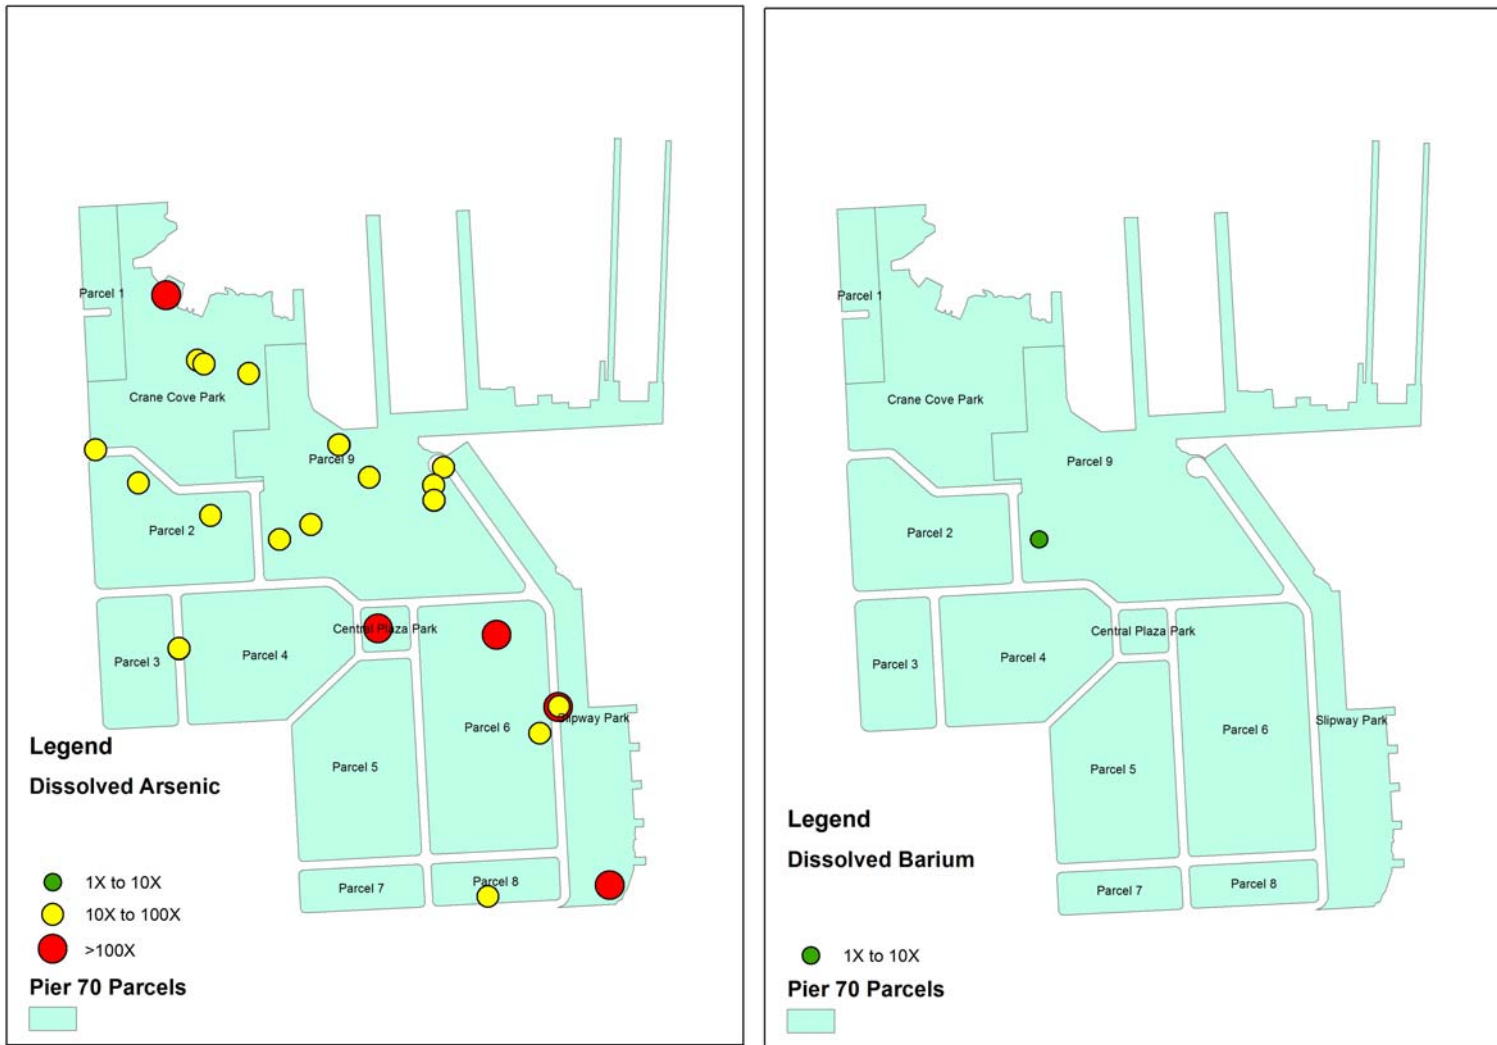 Parcel 1
Crane Cove Park
Parcel 9
Parcel 2
Central Plaza Park
Parcel 3
Parcel 4
Slipway Park
Parcel 6
Parcel 5
Parcel 7
Parcel 8
Legend
Dissolved Arsenic
1X to 10X
10X to 100X
>100X
Pier 70 Parcels
Parcel 1
Crane Cove Park
Parcel 9
Parcel 2
Central Plaza Park
Parcel 3
Parcel 4
Slipway Park
Parcel 6
Parcel 5
Parcel 7
Parcel 8
Legend
Dissolved Barium
1X to 10X
Pier 70 Parcels